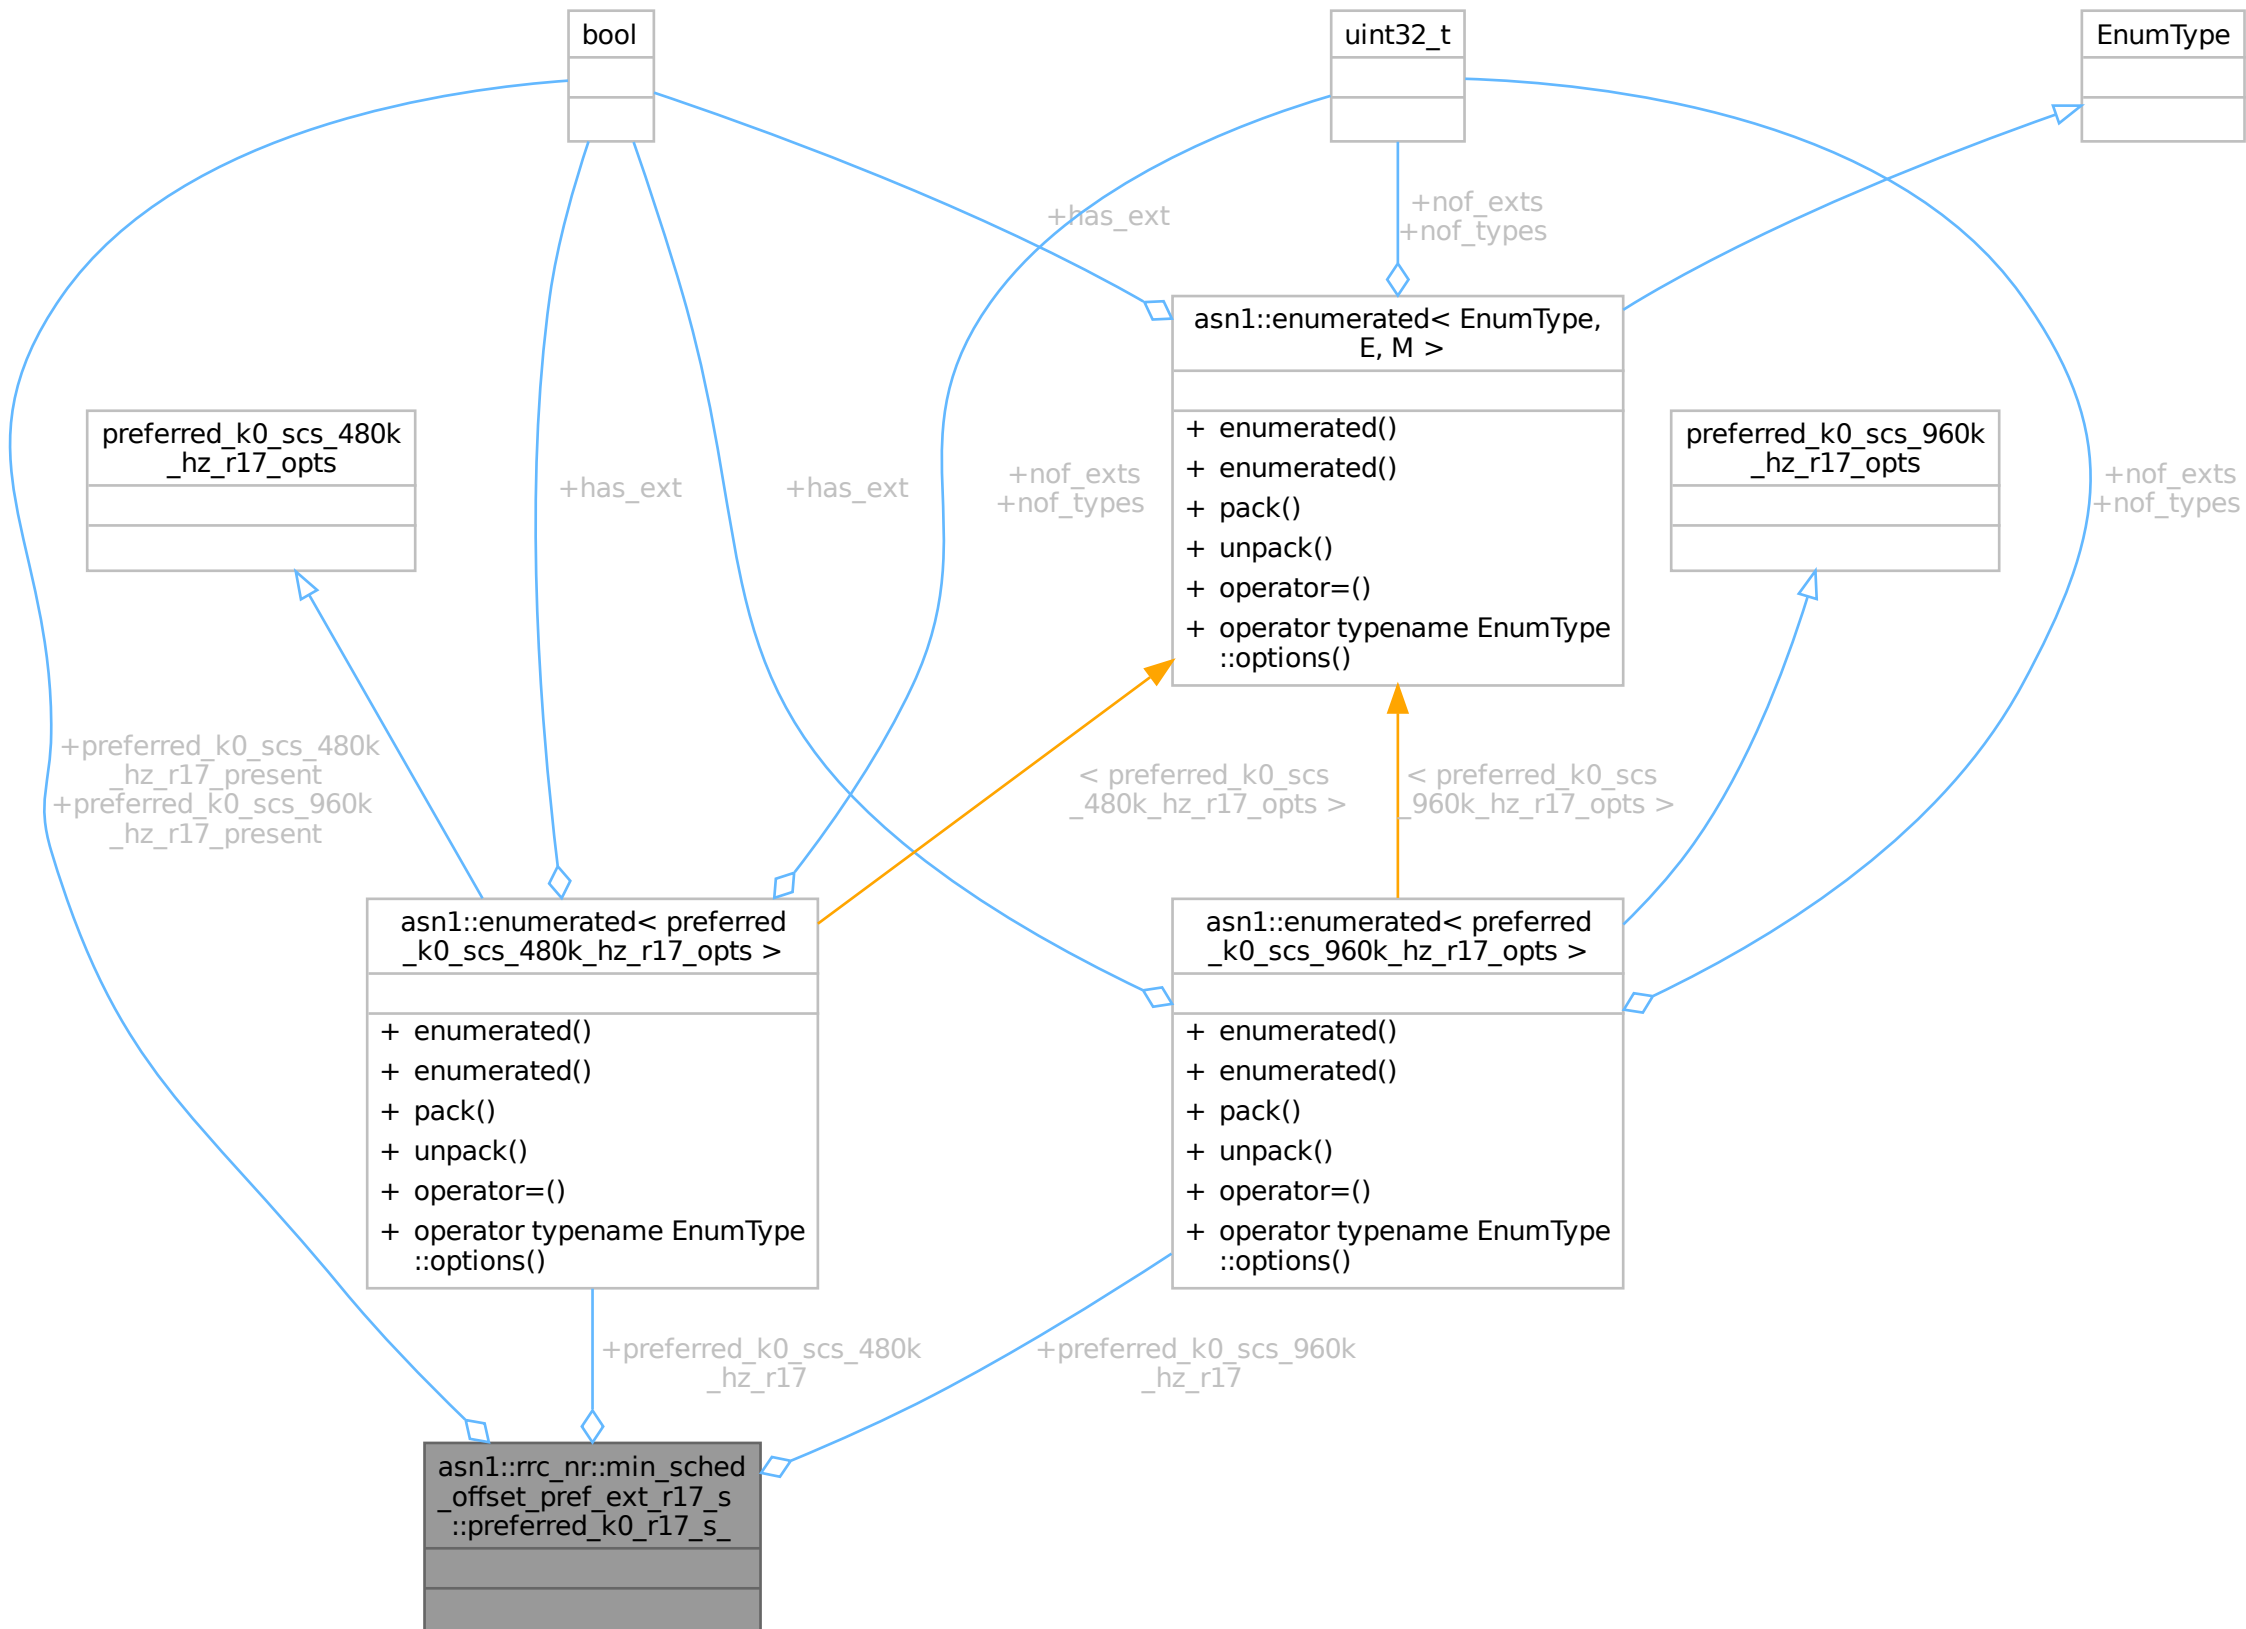 bool
uint32_t
EnumType
+has_ext
+nof_exts
+nof_types
asn1::enumerated< EnumType,
E, M >
+ enumerated()
+ enumerated()
+ pack()
+ unpack()
+ operator=()
+ operator typename EnumType
::options()
preferred_k0_scs_480k
_hz_r17_opts
preferred_k0_scs_960k
_hz_r17_opts
+has_ext
+has_ext
+nof_exts
+nof_types
+nof_exts
+nof_types
+preferred_k0_scs_480k
_hz_r17_present
+preferred_k0_scs_960k
_hz_r17_present
< preferred_k0_scs
_480k_hz_r17_opts >
< preferred_k0_scs
_960k_hz_r17_opts >
asn1::enumerated< preferred
_k0_scs_480k_hz_r17_opts >
+ enumerated()
+ enumerated()
+ pack()
+ unpack()
+ operator=()
+ operator typename EnumType
::options()
asn1::enumerated< preferred
_k0_scs_960k_hz_r17_opts >
+ enumerated()
+ enumerated()
+ pack()
+ unpack()
+ operator=()
+ operator typename EnumType
::options()
+preferred_k0_scs_480k
_hz_r17
+preferred_k0_scs_960k
_hz_r17
asn1::rrc_nr::min_sched
_offset_pref_ext_r17_s
::preferred_k0_r17_s_